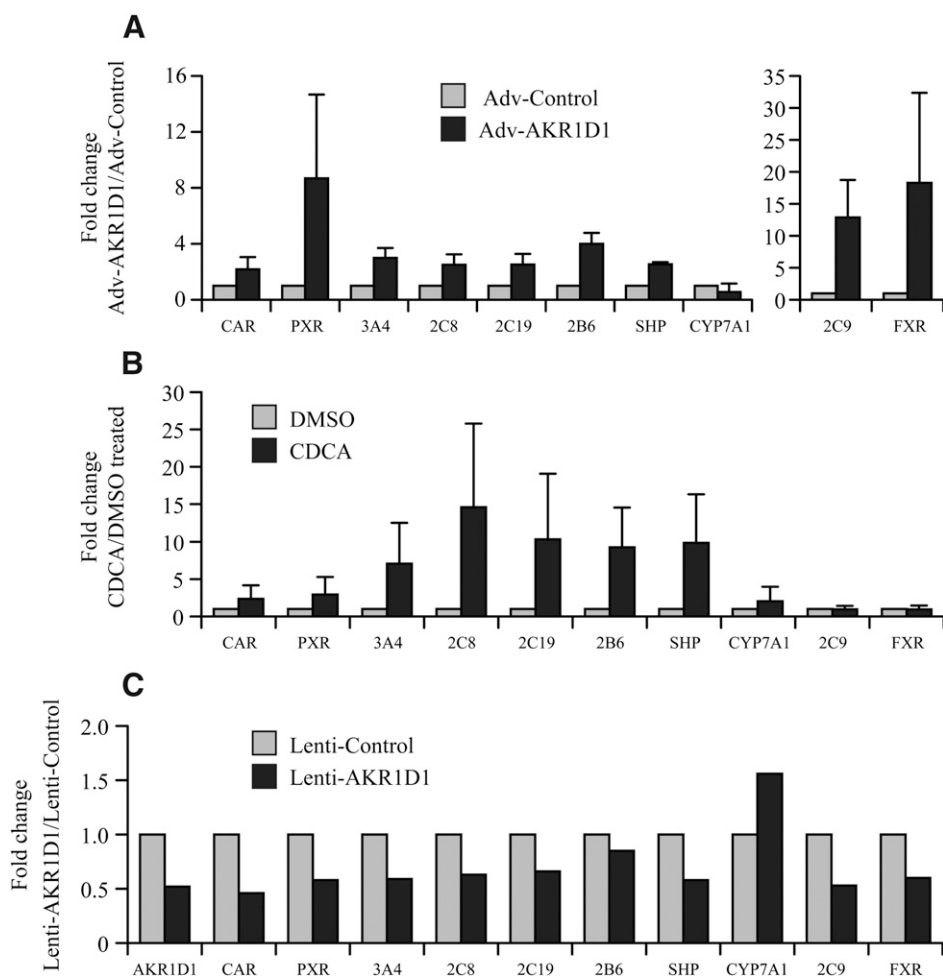 A
Fold change
Adv-AKR1D1/Adv-Control
16
12
8
4
0
Adv-Control
Adv-AKR1D1
CAR PXR 3A4 2C8 2C19 2B6 SHP CYP7A1
35
30
25
20
15
10
5
0
2C9 FXR
B
Fold change
CDCA/DMSO treated
30
25
20
15
10
5
0
DMSO
CDCA
CAR PXR 3A4 2C8 2C19 2B6 SHP CYP7A1 2C9 FXR
C
Fold change
Lenti-AKR1D1/Lenti-Control
2.0
1.5
1.0
0.5
0
Lenti-Control
Lenti-AKR1D1
AKR1D1 CAR PXR 3A4 2C8 2C19 2B6 SHP CYP7A1 2C9 FXR